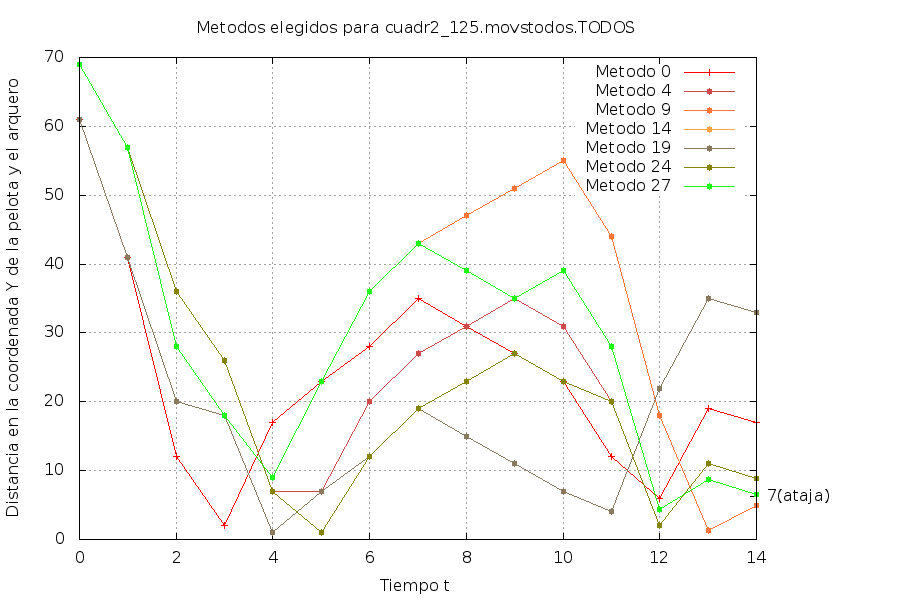 Metodos elegidos para cuadr2_125.movstodos.TODOS
Distancia en la coordenada Y de la pelota y el arquero
70
60
50
40
30
20
10
0
Metodo 0
Metodo 4
Metodo 9
Metodo 14
Metodo 19
Metodo 24
Metodo 27
7(ataja)
0 2 4 6 8 10 12 14
Tiempo t